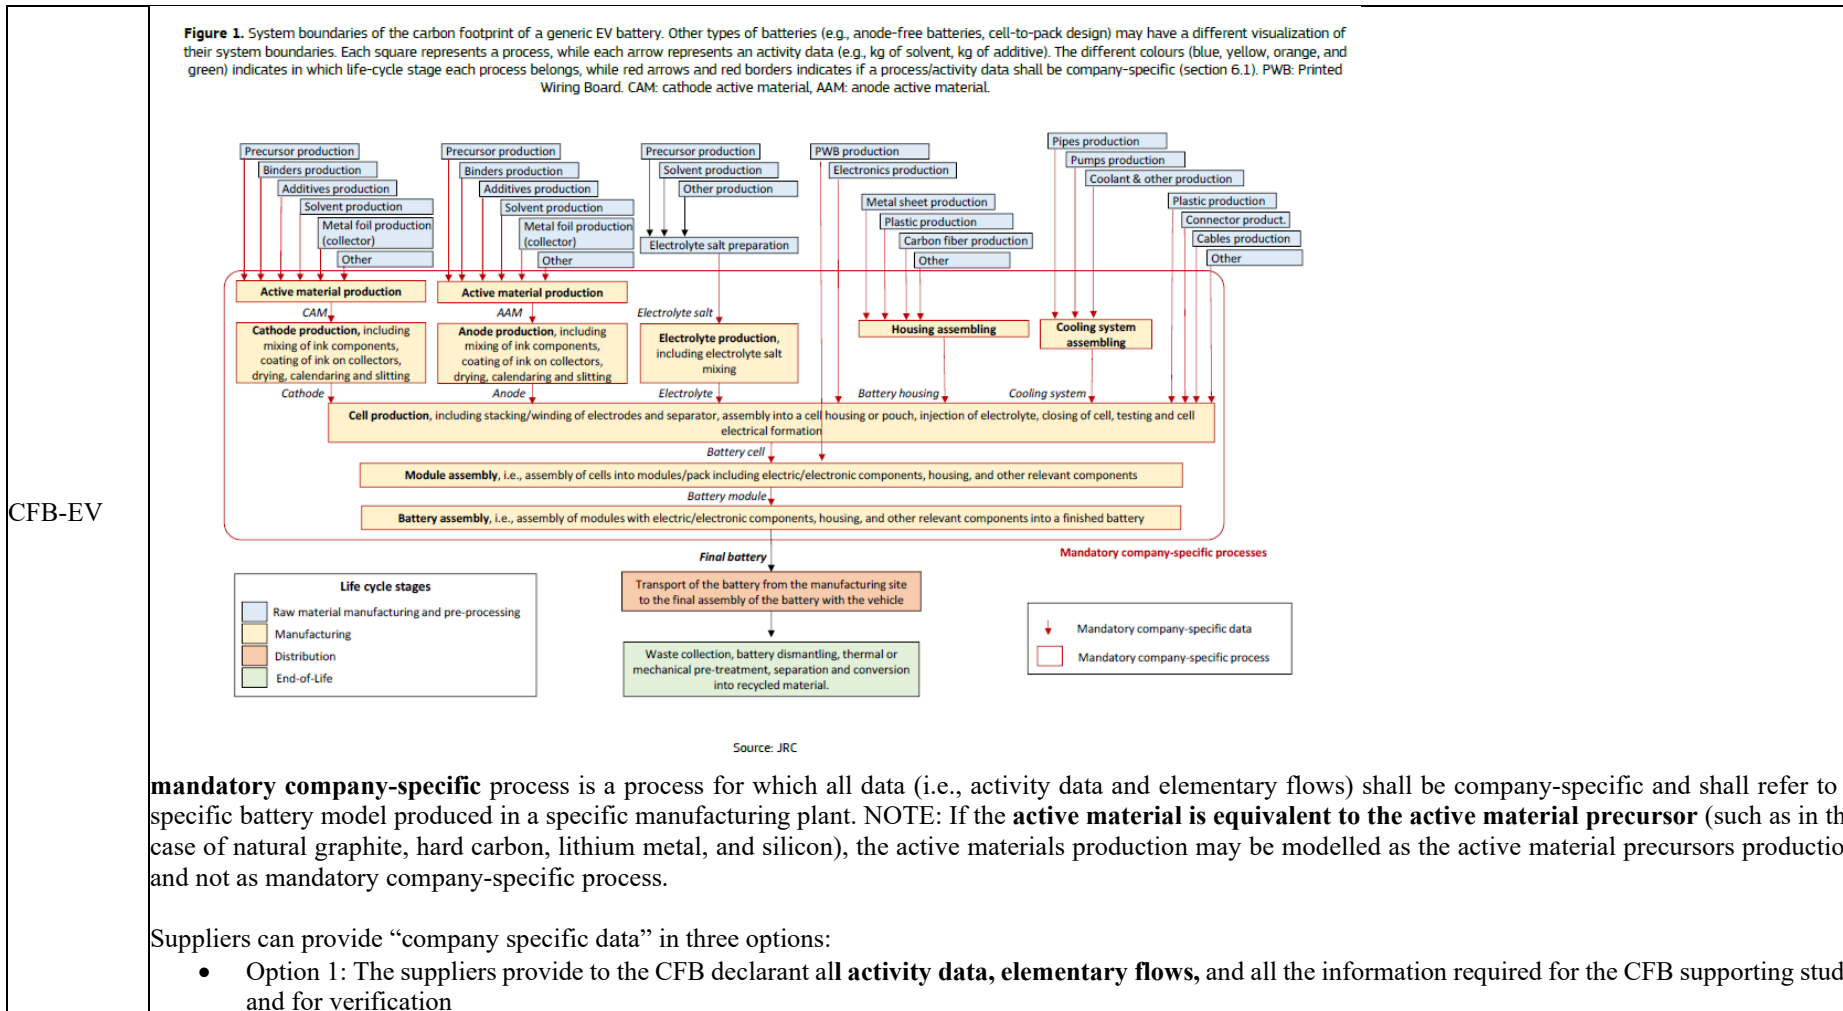 Figure 1. System boundaries of the carbon footprint of a generic EV battery. Other types of batteries (e.g., anode-free batteries, cell-to-pack design) may have a different visualization of
their system boundaries. Each square represents a process, while each arrow represents an activity data (e.g., kg of solvent, kg of additive). The different colours (blue, yellow, orange, and
green) indicates in which life-cycle stage each process belongs, while red arrows and red borders indicates if a process/activity data shall be company-specific (section 6.1). PWB: Printed
Wiring Board. CAM: cathode active material, AAM: anode active material.
Precursor production
Binders production
Additives production
Solvent production
Metal foil production
(collector)
Other
Precursor production
Binders production
Additives production
Solvent production
Metal foil production
(collector)
Other
Precursor production
Solvent production
Other production
Electrolyte salt preparation
PWB production
Electronics production
Metal sheet production
Plastic production
Carbon fiber production
Other
Pipes production
Pumps production
Coolant & other production
Plastic production
Connector product.
Cables production
Other
Active material production
CAM
Cathode production, including
mixing of ink components,
coating of ink on collectors,
drying, calendaring and slitting
Cathode
Active material production
AAM
Anode production, including
mixing of ink components,
coating of ink on collectors,
drying, calendaring and slitting
Anode
Electrolyte salt
Electrolyte production,
including electrolyte salt
mixing
Electrolyte
Housing assembling
Battery housing
Cooling system
assembling
Cooling system
Cell production, including stacking/winding of electrodes and separator, assembly into a cell housing or pouch, injection of electrolyte, closing of cell, testing and cell
electrical formation
Battery cell
Module assembly, i.e., assembly of cells into modules/pack including electric/electronic components, housing, and other relevant components
Battery module
Battery assembly, i.e., assembly of modules with electric/electronic components, housing, and other relevant components into a finished battery
CFB-EV
Final battery
Mandatory company-specific processes
Transport of the battery from the manufacturing site
to the final assembly of the battery with the vehicle
Waste collection, battery dismantling, thermal or
mechanical pre-treatment, separation and conversion
into recycled material.
Life cycle stages
Raw material manufacturing and pre-processing
Manufacturing
Distribution
End-of-Life
Mandatory company-specific data
Mandatory company-specific process
Source: JRC
mandatory company-specific process is a process for which all data (i.e., activity data and elementary flows) shall be company-specific and shall refer to
specific battery model produced in a specific manufacturing plant. NOTE: If the active material is equivalent to the active material precursor (such as in th
case of natural graphite, hard carbon, lithium metal, and silicon), the active materials production may be modelled as the active material precursors productio
and not as mandatory company-specific process.
Suppliers can provide “company specific data” in three options:
• Option 1: The suppliers provide to the CFB declarant all activity data, elementary flows, and all the information required for the CFB supporting stud
and for verification